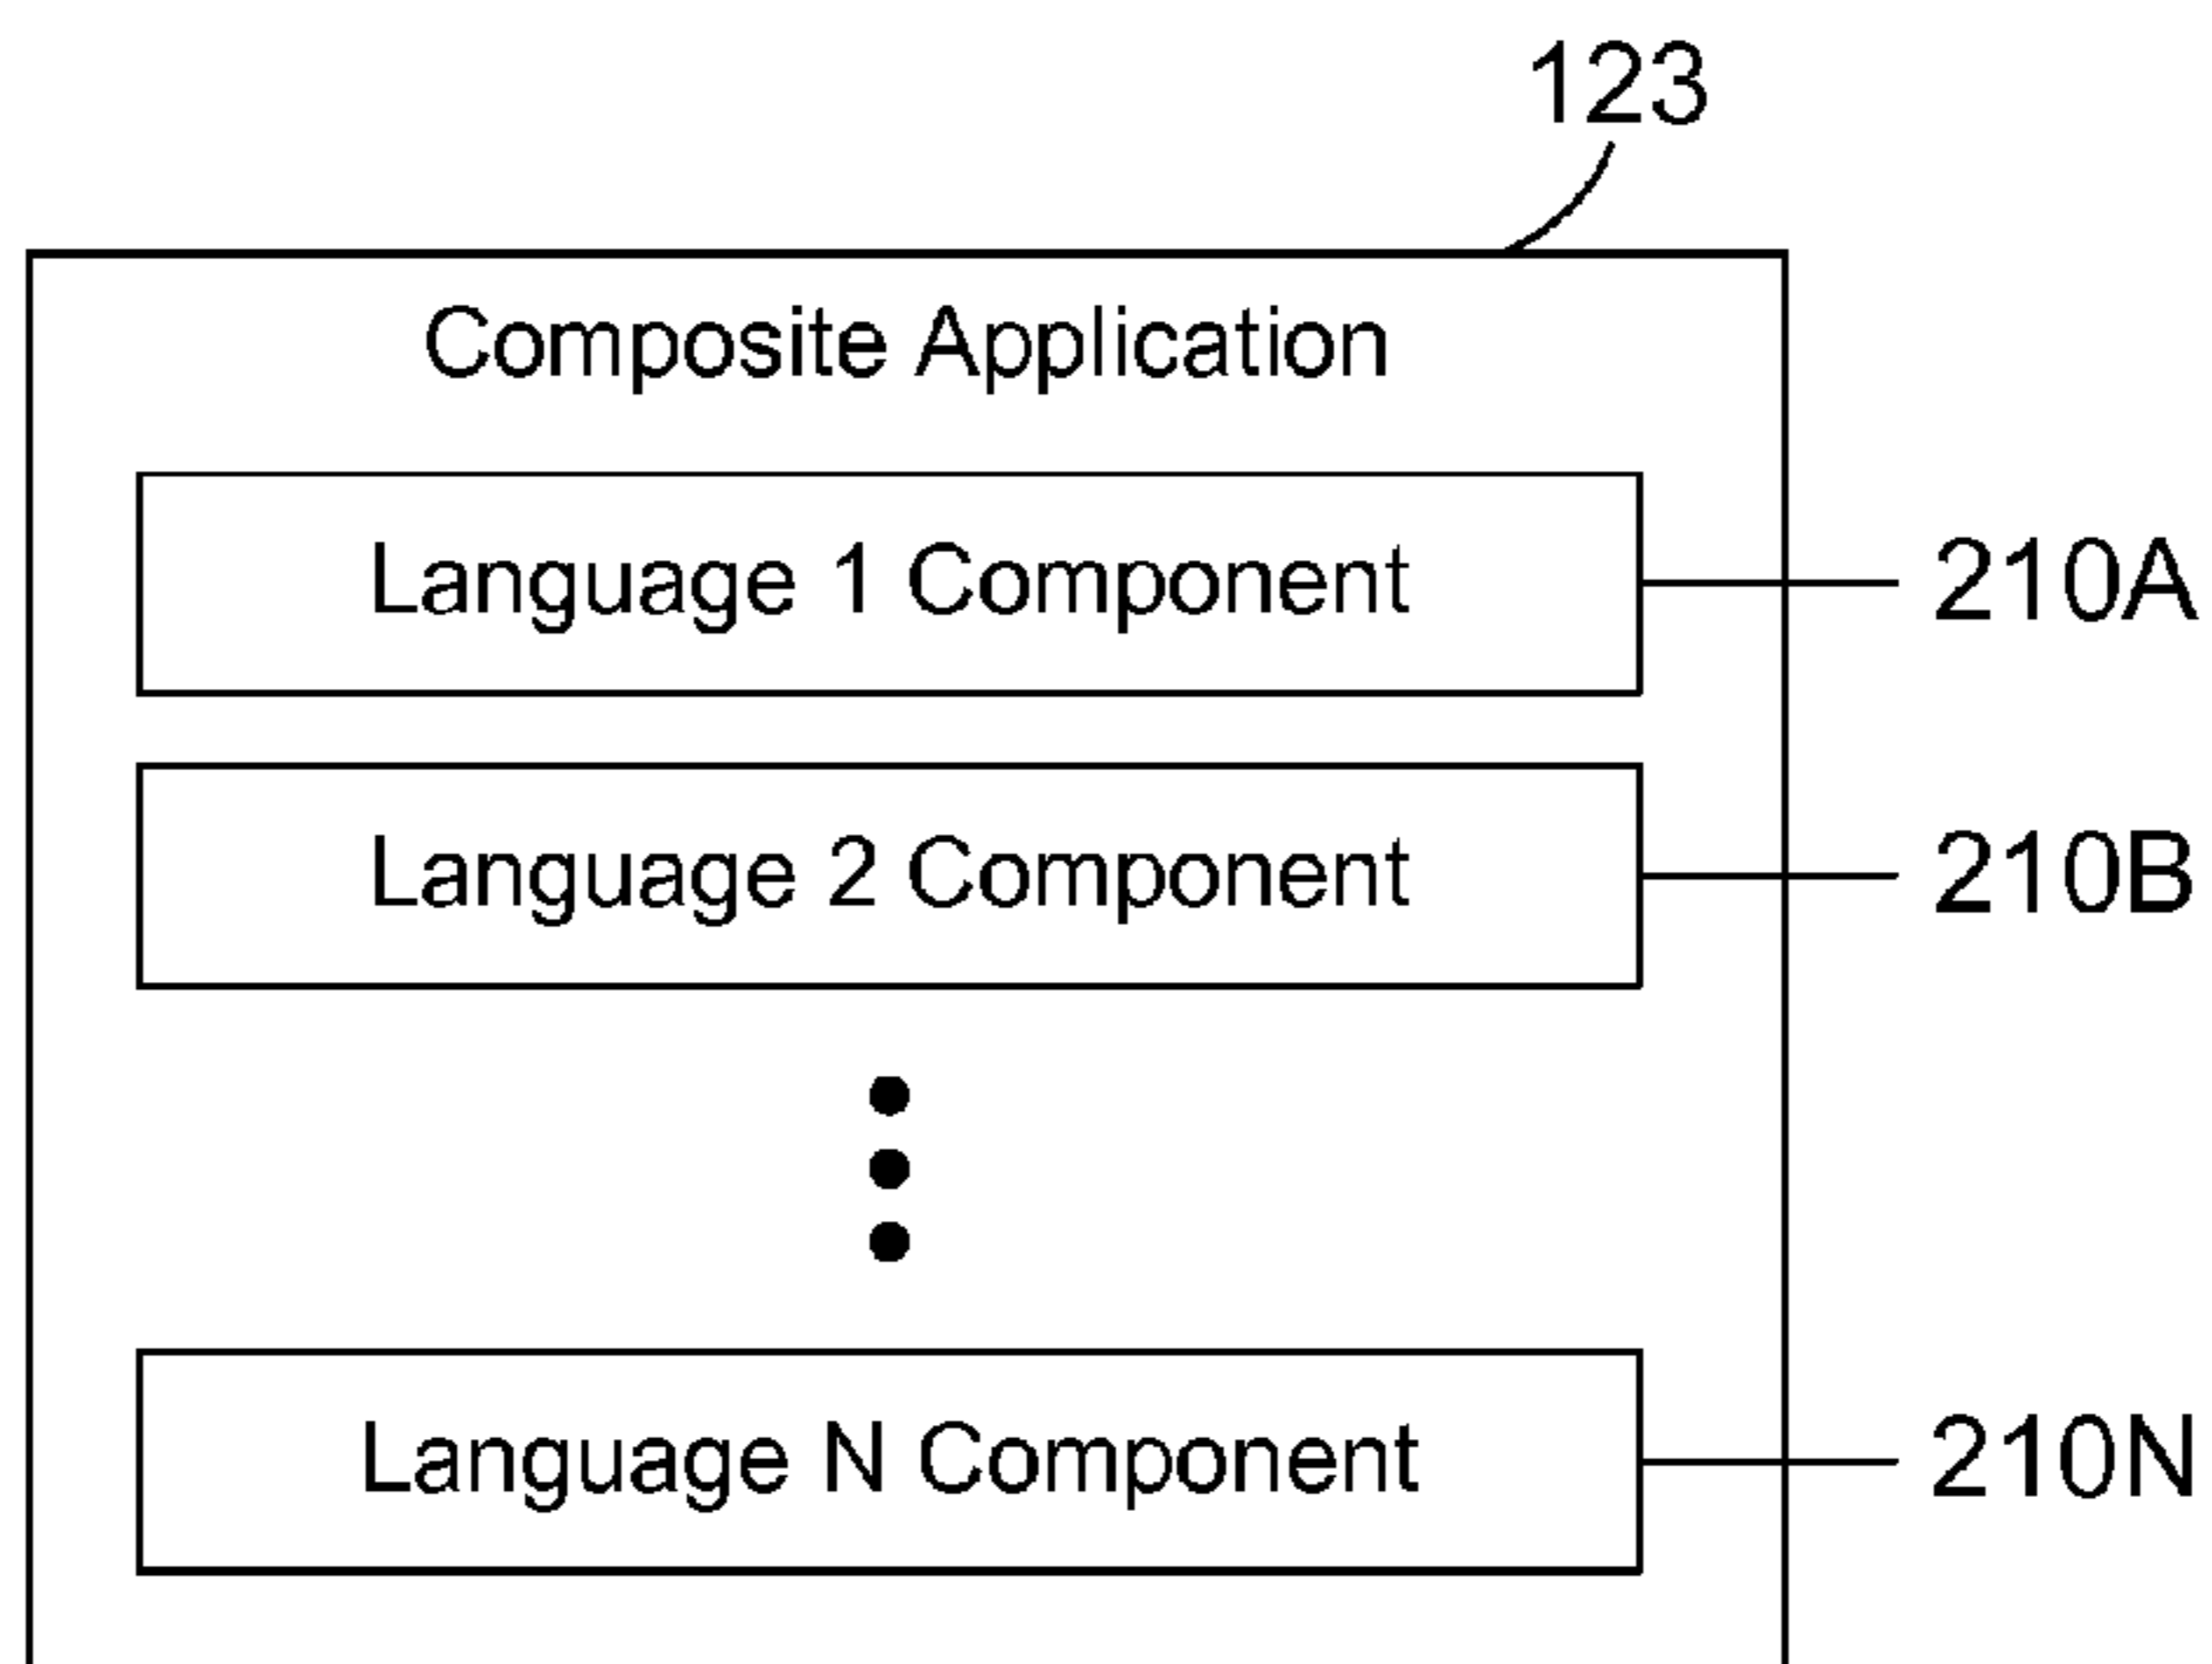 123
Composite Application
Language 1 Component
210A
Language 2 Component
210B
Language N Component
210N